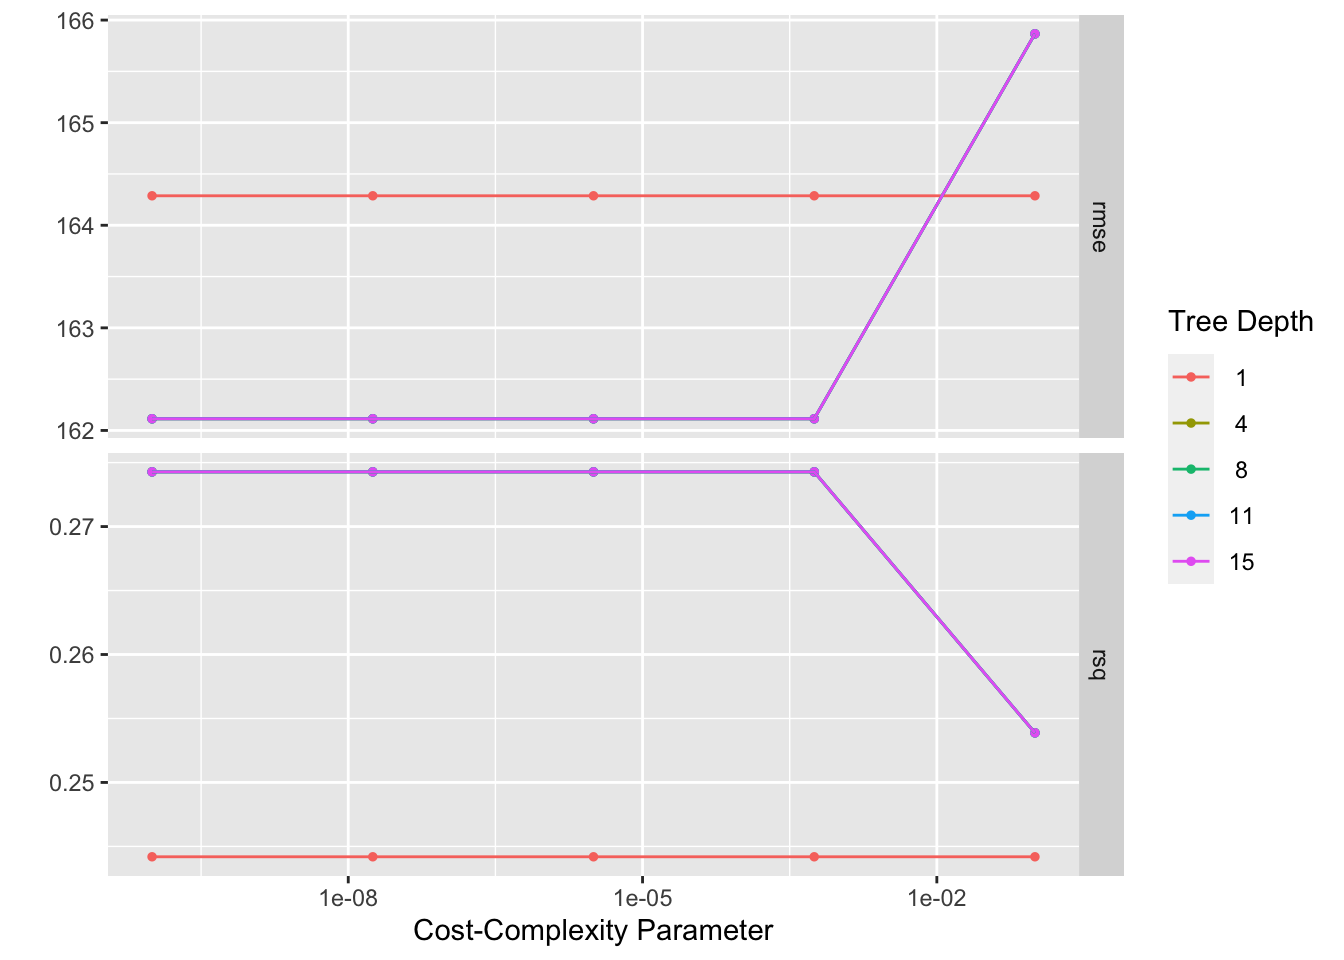 166
165
164
163
162
rmse
0.27
0.26
0.25
rsq
1e-08 1e-05 1e-02
Cost-Complexity Parameter
Tree Depth
1
4
8
11
15